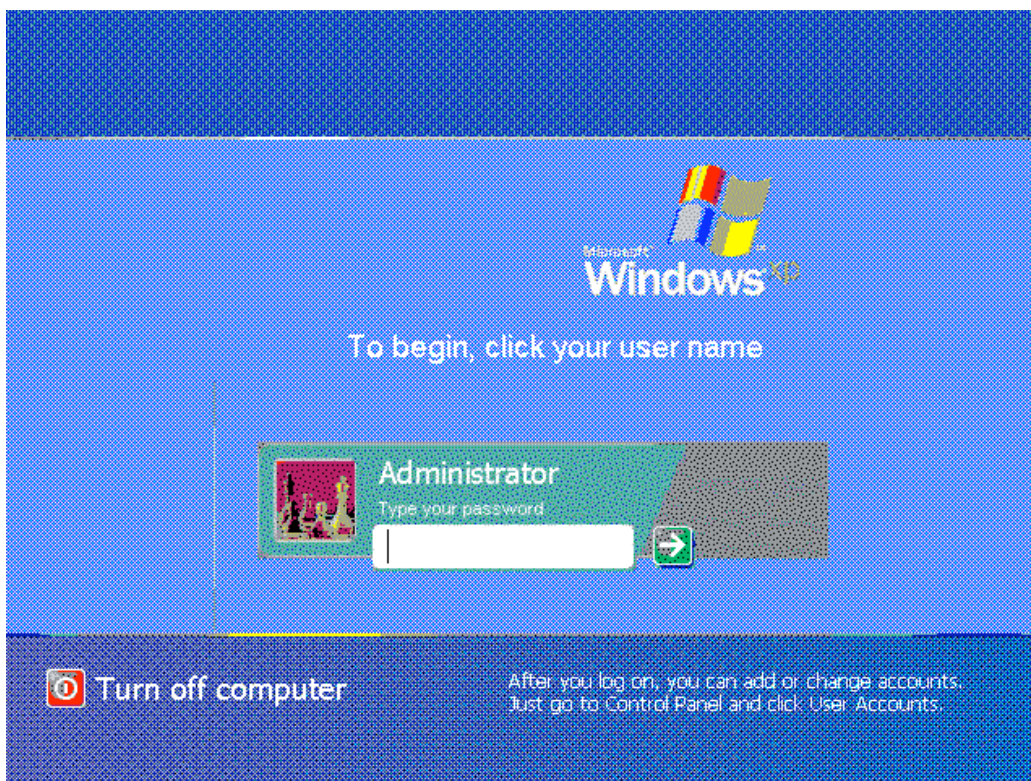 Microsoft®
Windows xp
To begin, click your user name
Administrator
Type your password
Turn off computer
After you log on, you can add or change accounts.
Just go to Control Panel and click User Accounts.